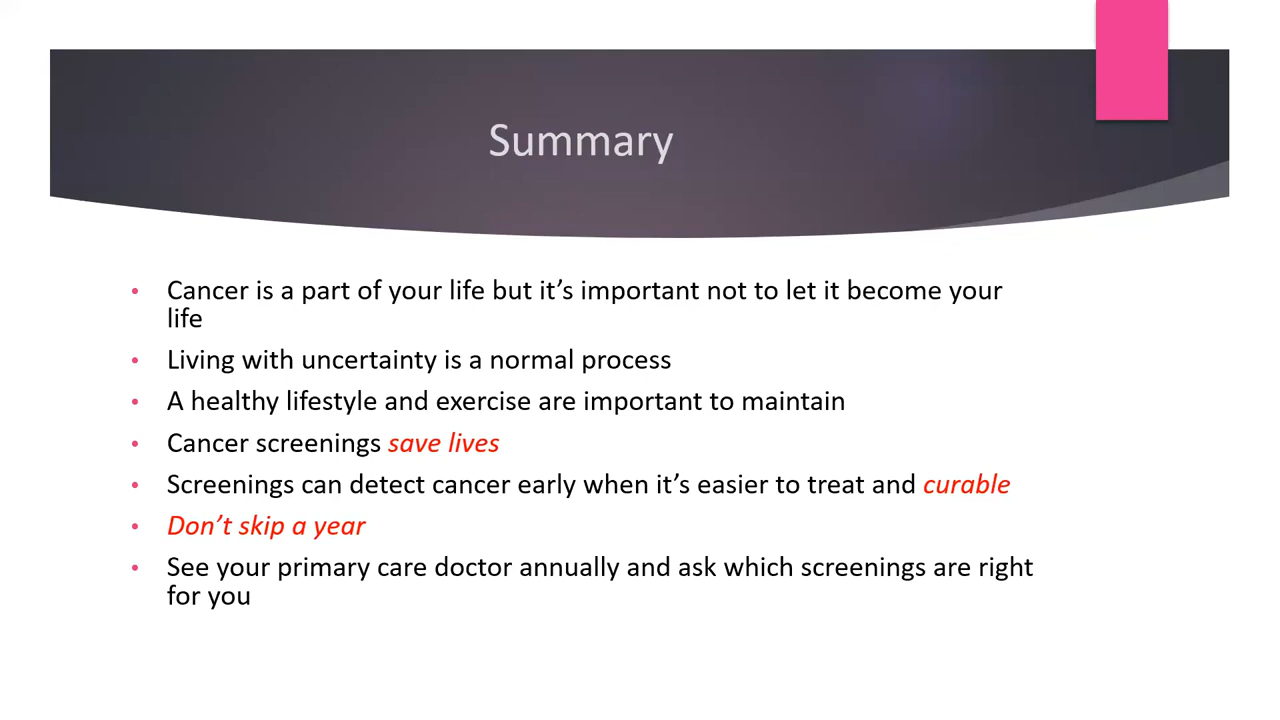 Summary
• Cancer is a part of your life but it’s important not to let it become your
life
• Living with uncertainty is a normal process
• A healthy lifestyle and exercise are important to maintain
• Cancer screenings save lives
• Screenings can detect cancer early when it’s easier to treat and curable
• Don’t skip a year
• See your primary care doctor annually and ask which screenings are right
for you